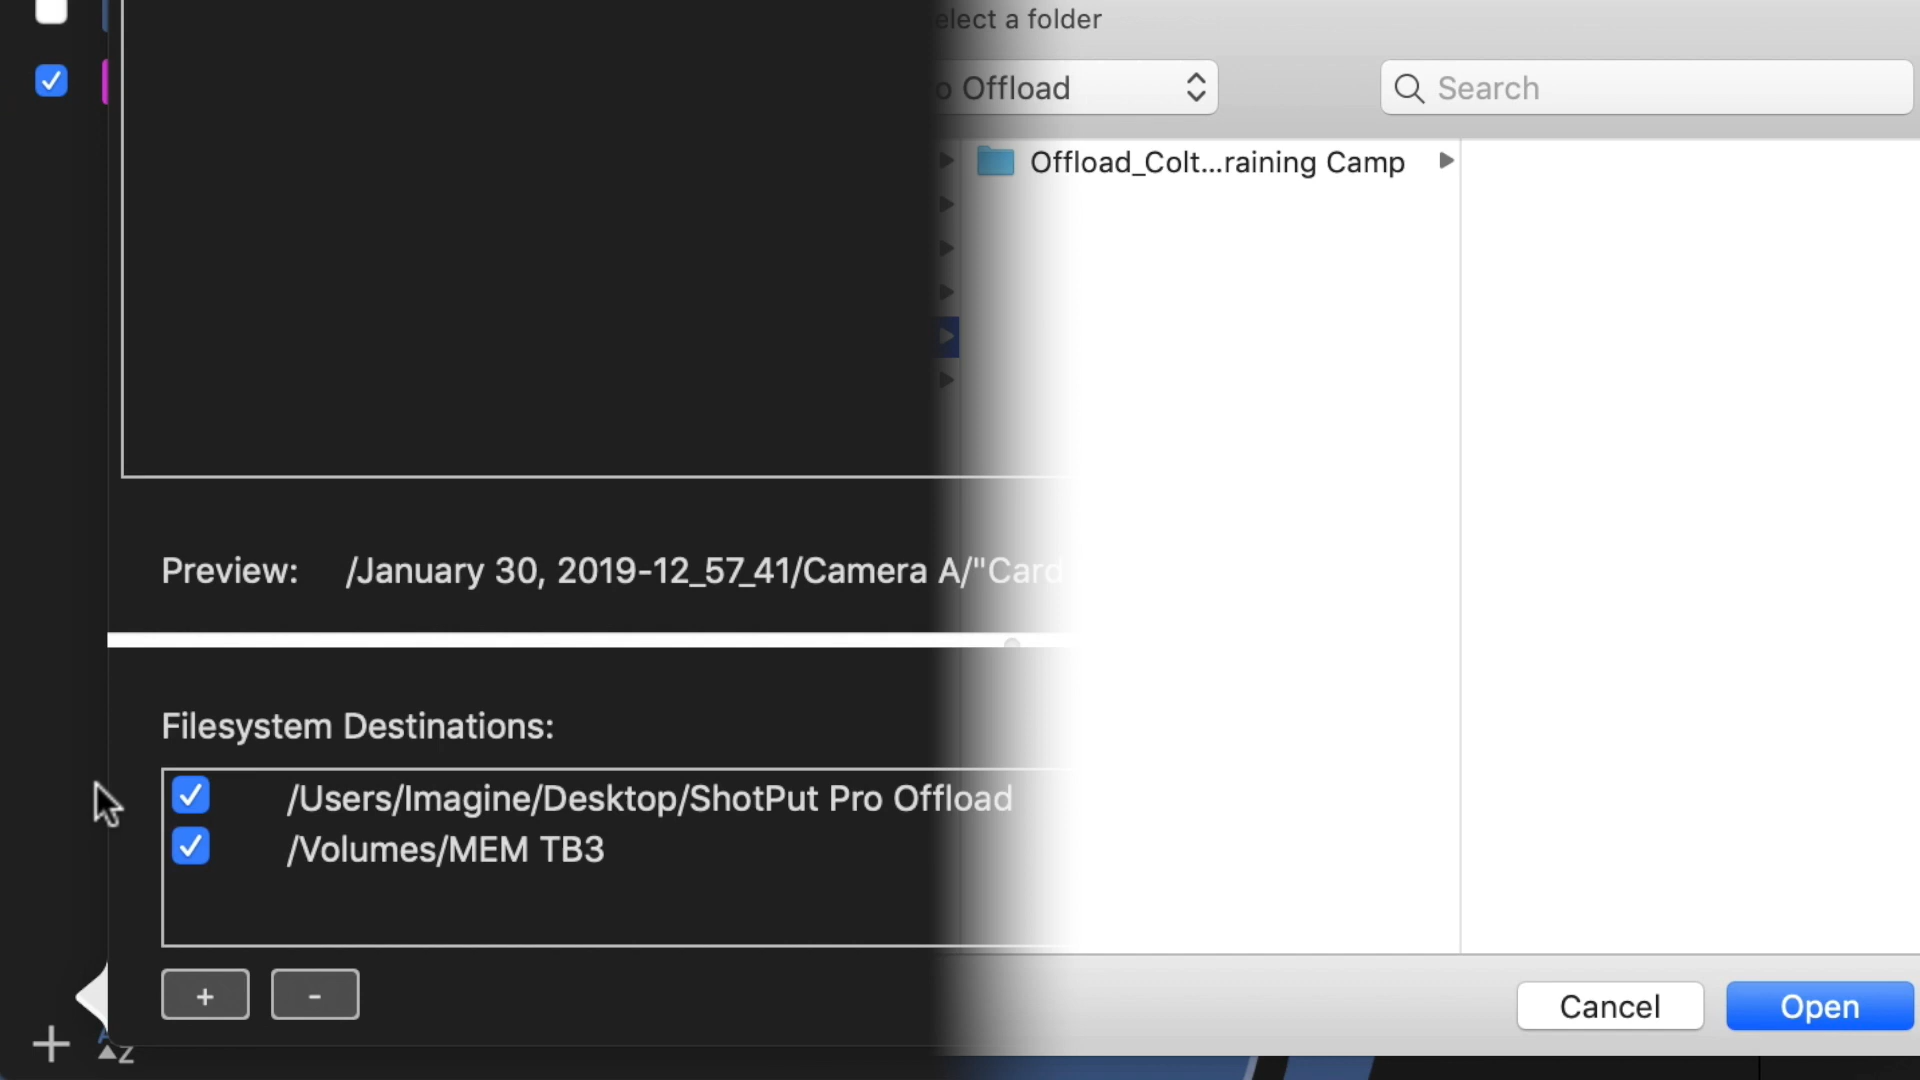 elect a folder
o Offload
Search
Offload_Colt...raining Camp
Preview: /January 30, 2019-12_57_41/Camera A/"Card
Filesystem Destinations:
/Users/Imagine/Desktop/ShotPut Pro Offload
/Volumes/MEM TB3
+ -
Cancel Open
A
Z